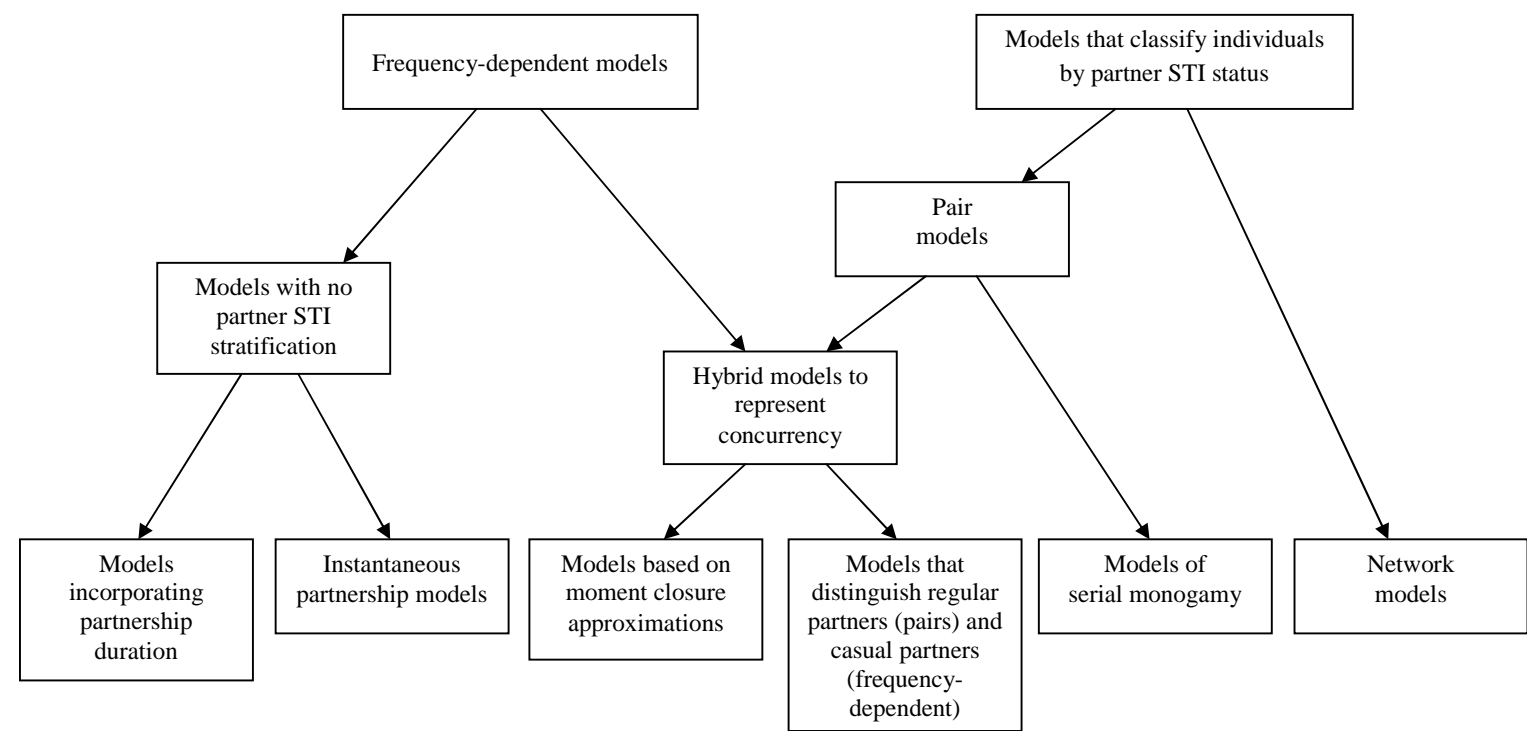 Frequency-dependent models
Models that classify individuals
by partner STI status
Pair
models
Models with no
partner STI
stratification
Hybrid models to
represent
concurrency
Models
incorporating
partnership
duration
Instantaneous
partnership models
Models based on
moment closure
approximations
Models that
distinguish regular
partners (pairs) and
casual partners
(frequency-
dependent)
Models of
serial monogamy
Network
models